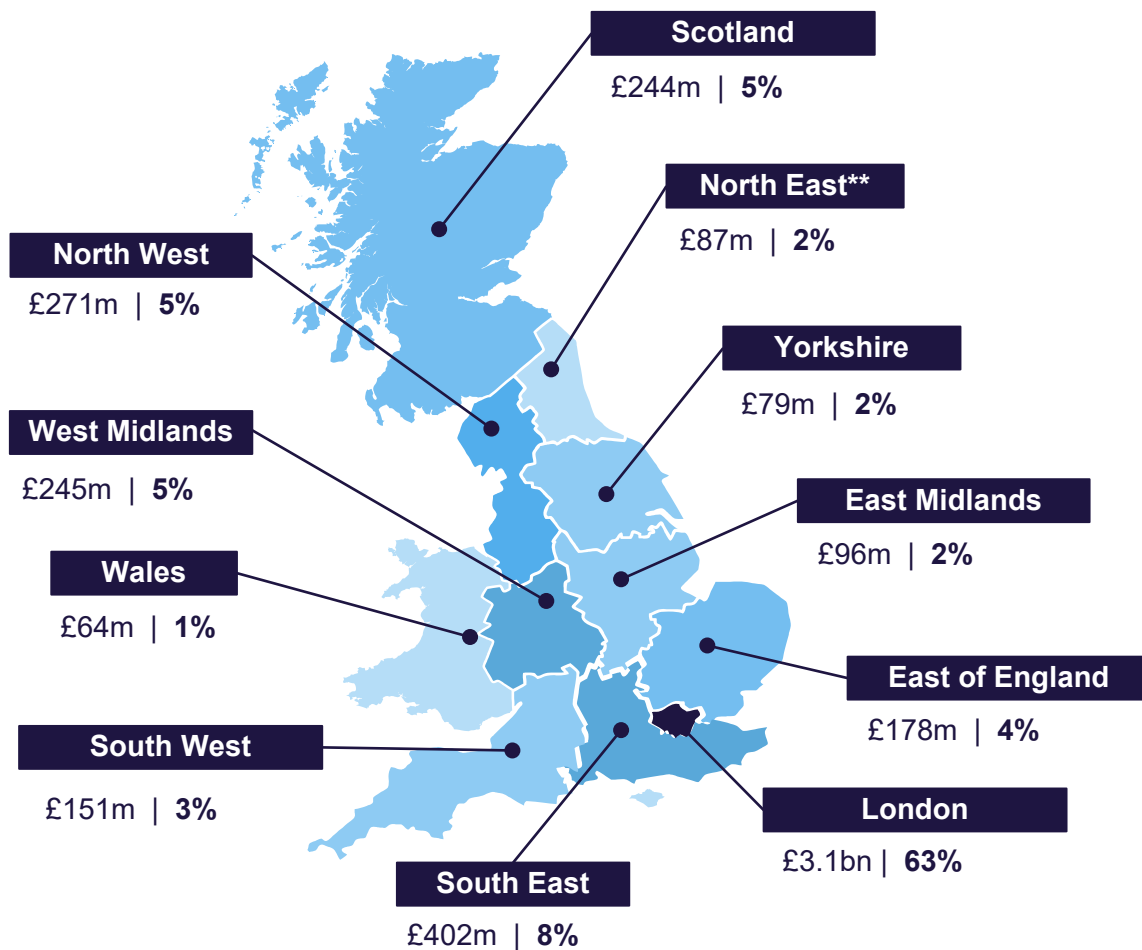 Scotland
£244m | 5%
North East**
£87m | 2%
North West
£271m | 5%
Yorkshire
£79m | 2%
West Midlands
£245m | 5%
East Midlands
£96m | 2%
Wales
£64m | 1%
East of England
£178m | 4%
South West
£151m | 3%
London
£3.1bn | 63%
South East
£402m | 8%